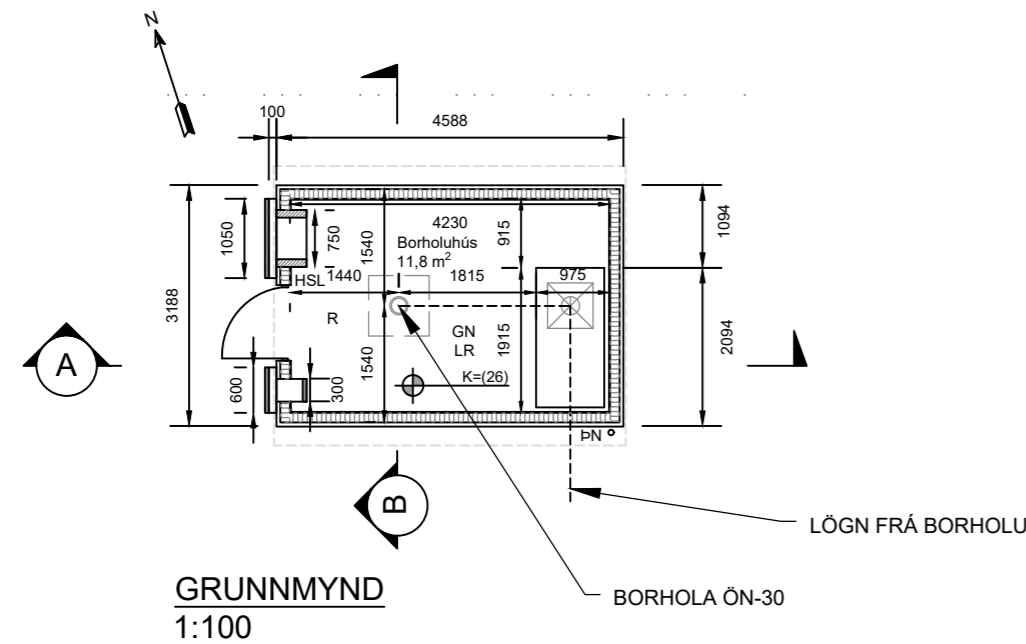 N
100
4588
4230
Borholuhús
11,8 m²
1050
750
1540
915
1094
HSL
1440
1815
975
3188
R
GN
LR
1915
2094
A
600
300
1540
K=(26)
ÞN
B
LÖGN FRÁ BORHOLU
BORHOLA ÖN-30
GRUNNMYND
1:100